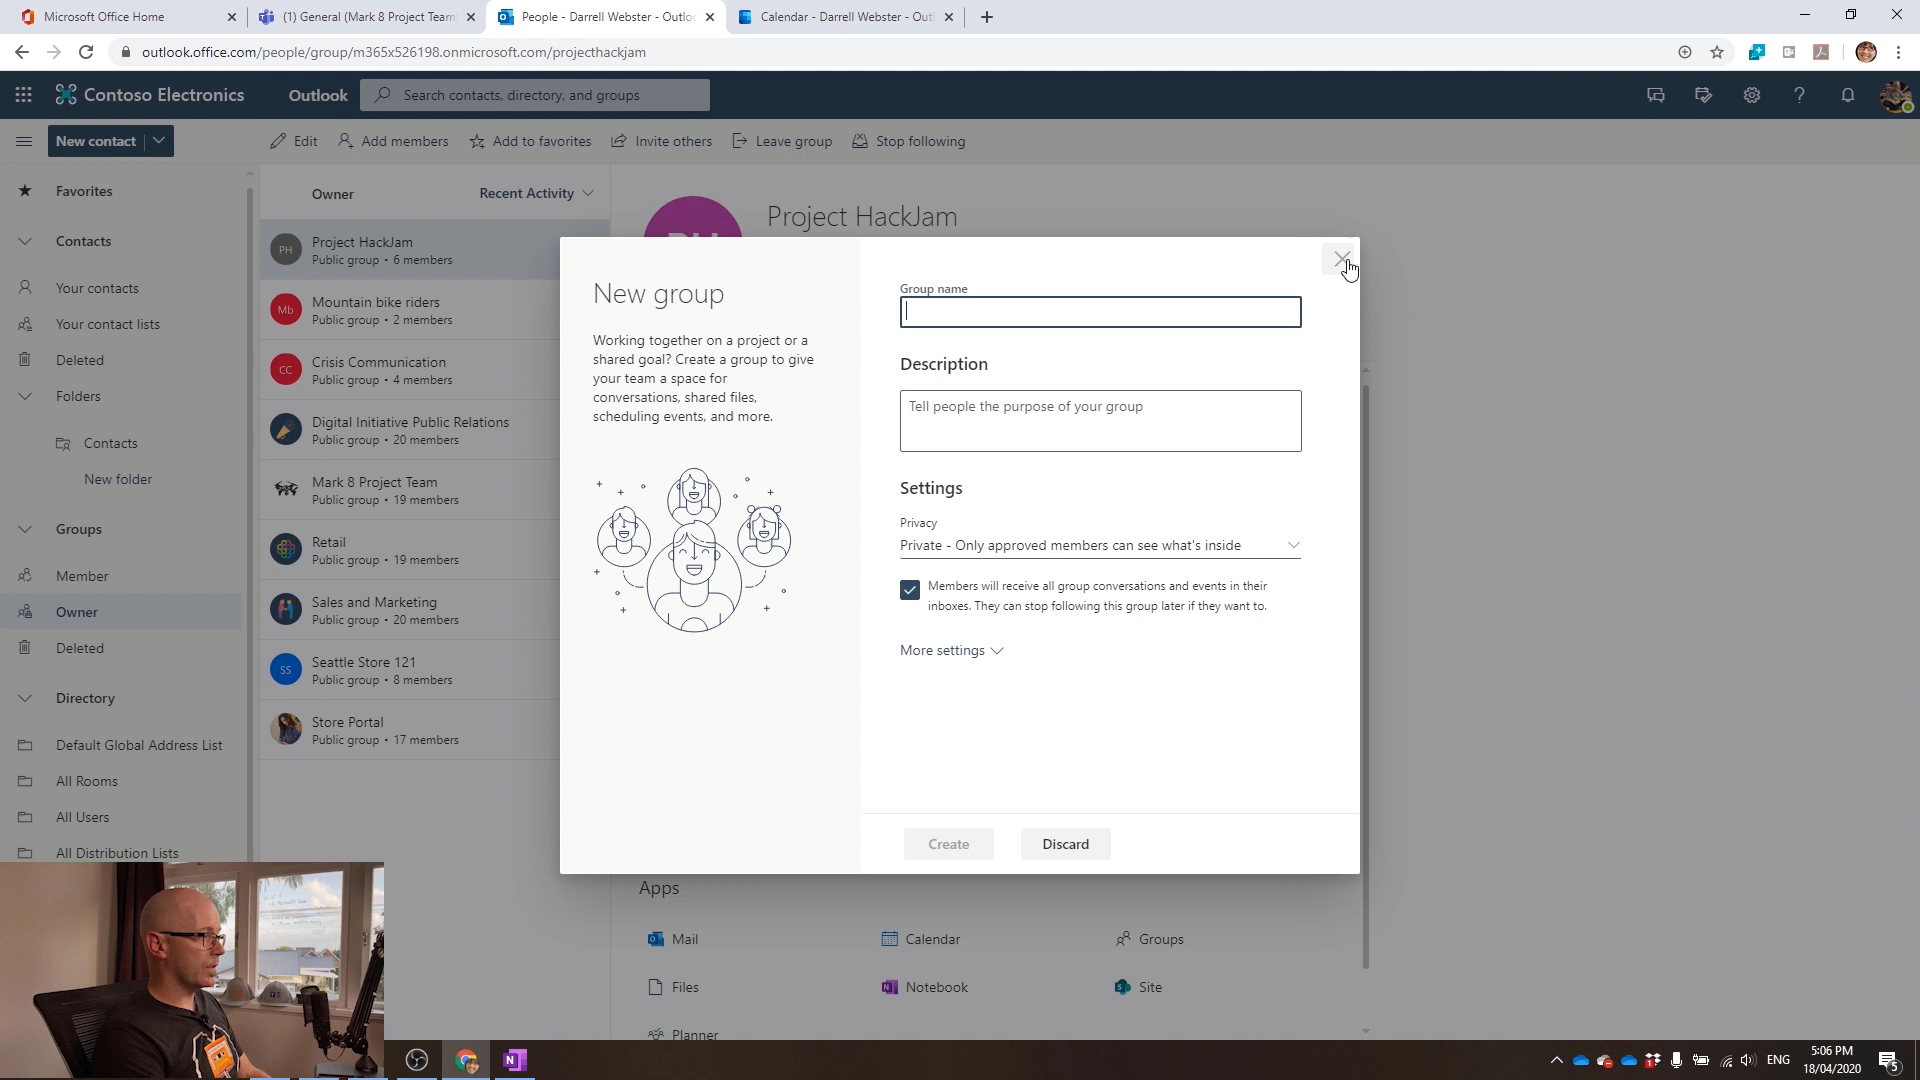 Microsoft Office Home
(1) General (Mark 8 Project Team)
People - Darrell Webster - Outlo
Calendar - Darrell Webster - Out
outlook.office.com/people/group/m365x526198.onmicrosoft.com/projecthackjam
Contoso Electronics
Outlook
Search contacts, directory, and groups
New contact
Edit
Add members
Add to favorites
Invite others
Leave group
Stop following
Favorites
Contacts
Your contacts
Your contact lists
Deleted
Folders
Contacts
New folder
Groups
Member
Owner
Deleted
Directory
Default Global Address List
All Rooms
All Users
All Distribution Lists
Owner
Recent Activity
PH
Project HackJam
Public group • 6 members
Mb
Mountain bike riders
Public group • 2 members
CC
Crisis Communication
Public group • 4 members
Digital Initiative Public Relations
Public group • 20 members
Mark 8 Project Team
Public group • 19 members
Retail
Public group • 19 members
Sales and Marketing
Public group • 20 members
SS
Seattle Store 121
Public group • 8 members
Store Portal
Public group • 17 members
Project HackJam
New group
Working together on a project or a
shared goal? Create a group to give
your team a space for
conversations, shared files,
scheduling events, and more.
Group name
Description
Tell people the purpose of your group
Settings
Privacy
Private - Only approved members can see what's inside
Members will receive all group conversations and events in their
inboxes. They can stop following this group later if they want to.
More settings
Create
Discard
Apps
Mail
Calendar
Groups
Files
Notebook
Site
Planner
ENG
5:06 PM
18/04/2020
5